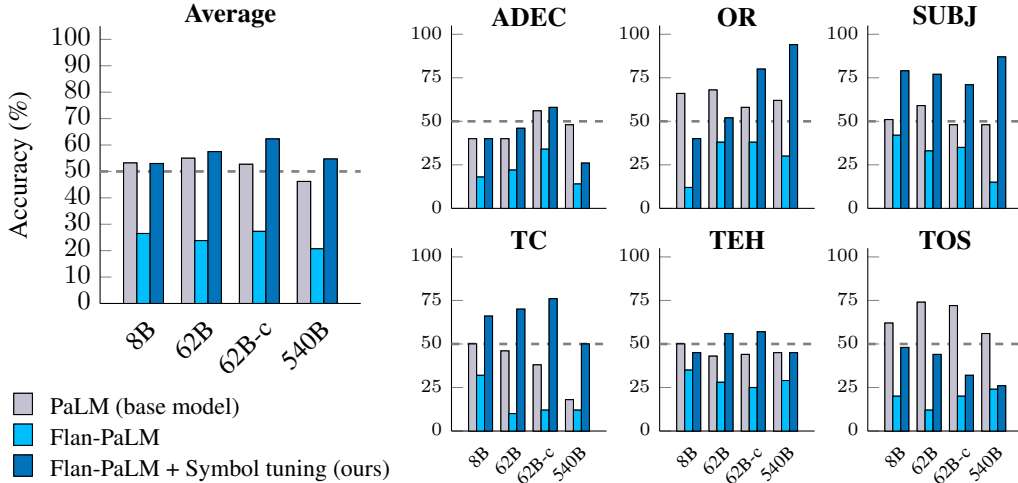 Average
Accuracy (%)
100
90
80
70
60
50
40
30
20
10
0
8B
62B
62B-c
540B
ADEC
100
75
50
25
0
OR
100
75
50
25
0
SUBJ
100
75
50
25
0
TC
100
75
50
25
0
8B
62B
62B-c
540B
TEH
100
75
50
25
0
8B
62B
62B-c
540B
TOS
100
75
50
25
0
8B
62B
62B-c
540B
PaLM (base model)
Flan-PaLM
Flan-PaLM + Symbol tuning (ours)